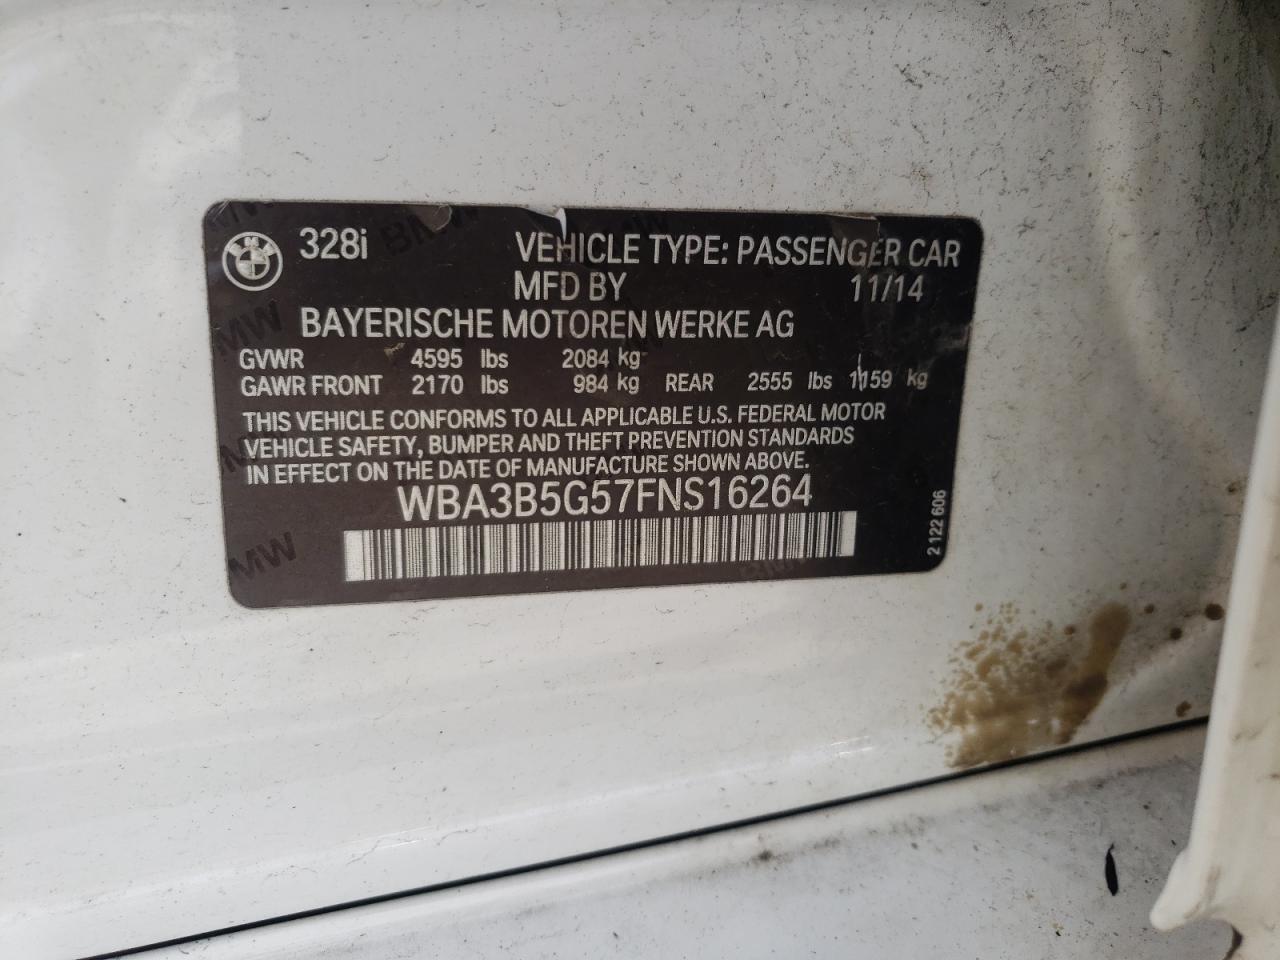 328i VEHICLE TYPE: PASSENGER CAR
MFD BY 11/14
BAYERISCHE MOTOREN WERKE AG
GVWR 4595 lbs 2084 kg
GAWR FRONT 2170 lbs 984 kg REAR 2555 lbs 1159 kg
THIS VEHICLE CONFORMS TO ALL APPLICABLE U.S. FEDERAL MOTOR
VEHICLE SAFETY, BUMPER AND THEFT PREVENTION STANDARDS
IN EFFECT ON THE DATE OF MANUFACTURE SHOWN ABOVE.
WBA3B5G57FNS16264
2 122 606
BMW